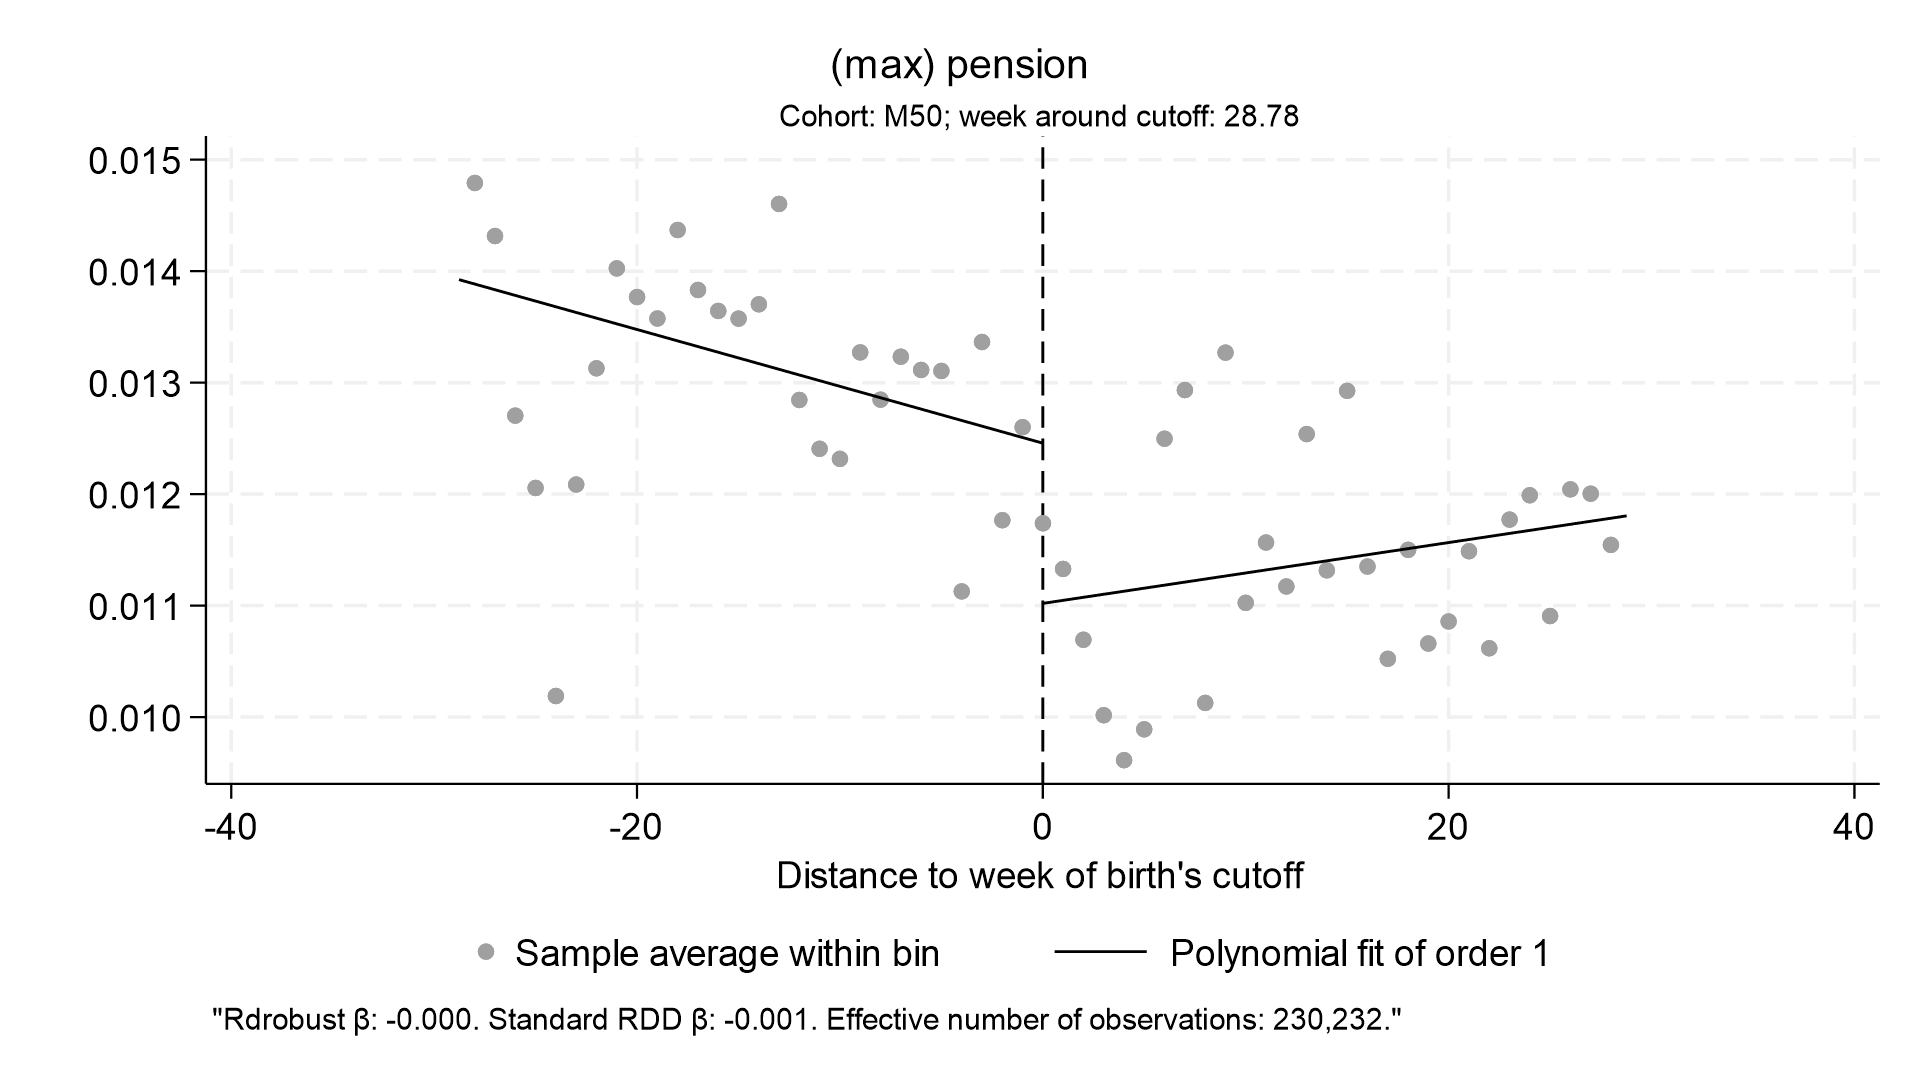 (max) pension
Cohort: M50; week around cutoff: 28.78
0.015
0.014
0.013
0.012
0.011
0.010
-40 -20 0 20 40
Distance to week of birth's cutoff
Sample average within bin Polynomial fit of order 1
"Rdrobust β: -0.000. Standard RDD β: -0.001. Effective number of observations: 230,232."